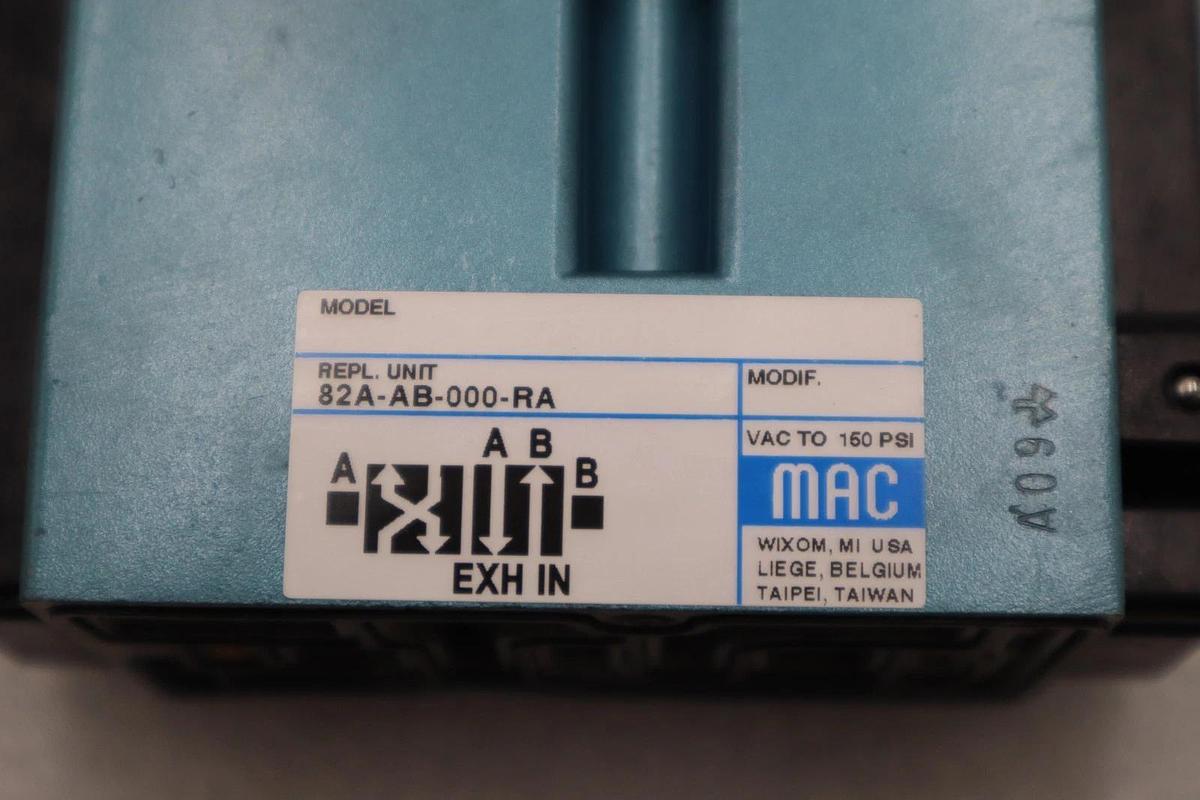 MODEL
REPL. UNIT
82A-AB-000-RA
MODIF.
A
A B
B
EXH IN
VAC TO 150 PSI
MAC
WIXOM, MI USA
LIEGE, BELGIUM
TAIPEI, TAIWAN
A09